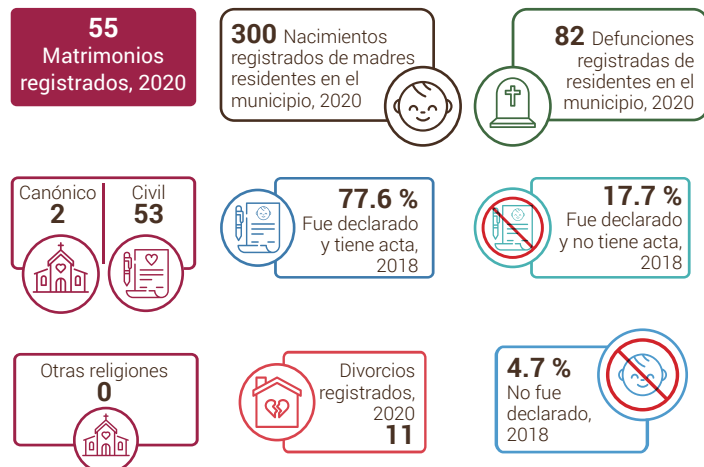 55
Matrimonios
registrados, 2020
300 Nacimientos
registrados de madres
residentes en el
municipio, 2020
82 Defunciones
registradas de
residentes en el
municipio, 2020
Canónico
2
Civil
53
77.6 %
Fue declarado
y tiene acta,
2018
17.7 %
Fue declarado
y no tiene acta,
2018
Otras religiones
0
Divorcios
registrados,
2020
11
4.7 %
No fue
declarado,
2018